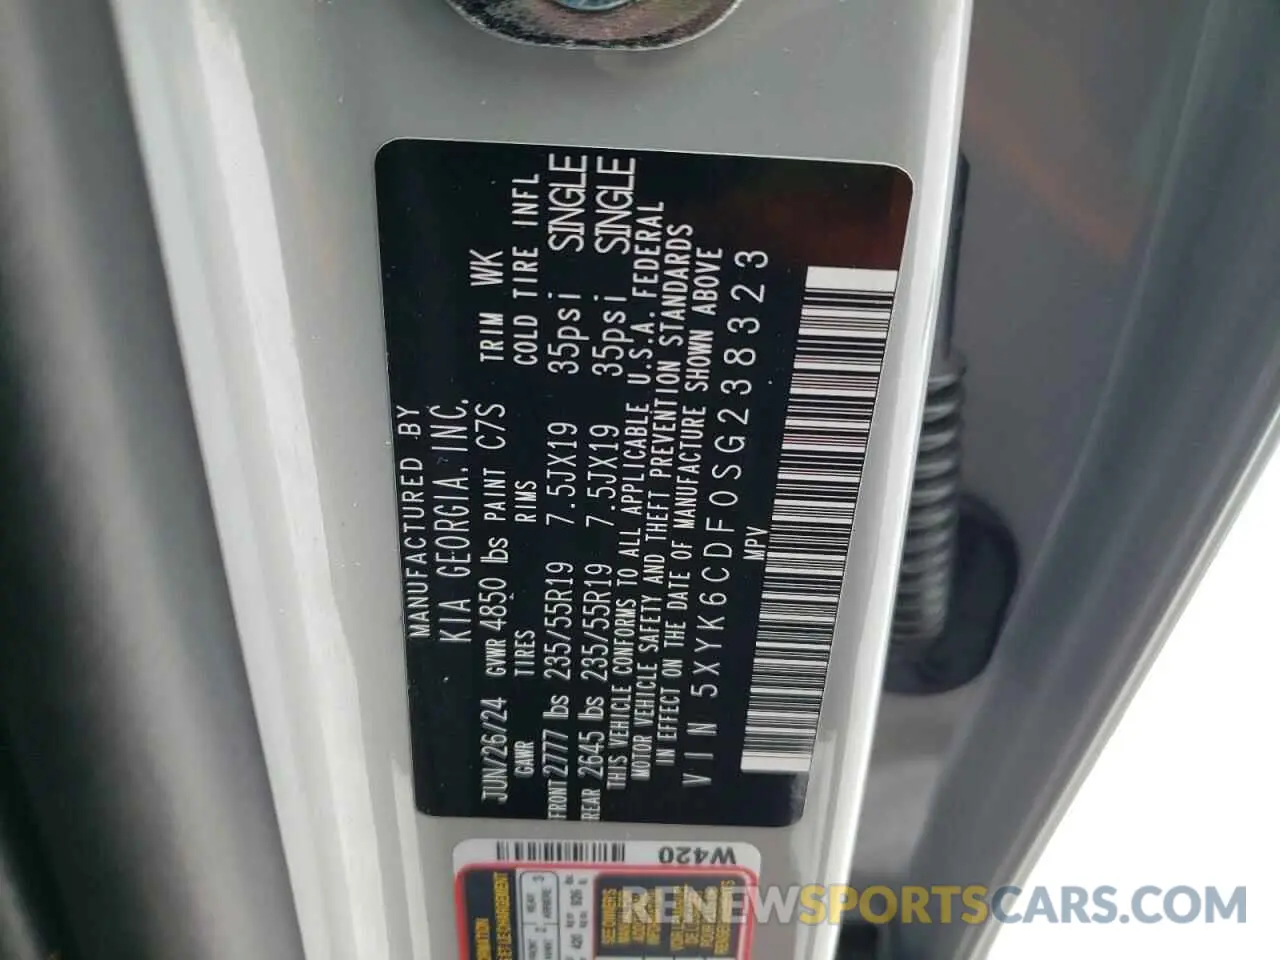 MANUFACTURED BY
KIA GEORGIA, INC.
JUN/26/24 GVWR 4850 lbs PAINT C7S TRIM WK
GAWR TIRES RIMS COLD TIRE INFL
FRONT 2777 lbs 235/55R19 7.5JX19 35psi SINGLE
REAR 2645 lbs 235/55R19 7.5JX19 35psi SINGLE
THIS VEHICLE CONFORMS TO ALL APPLICABLE U.S.A. FEDERAL
MOTOR VEHICLE SAFETY AND THEFT PREVENTION STANDARDS
IN EFFECT ON THE DATE OF MANUFACTURE SHOWN ABOVE
VIN 5XYK6CDF0SG238323
MPV
W420
RENEWSPORTSCARS.COM